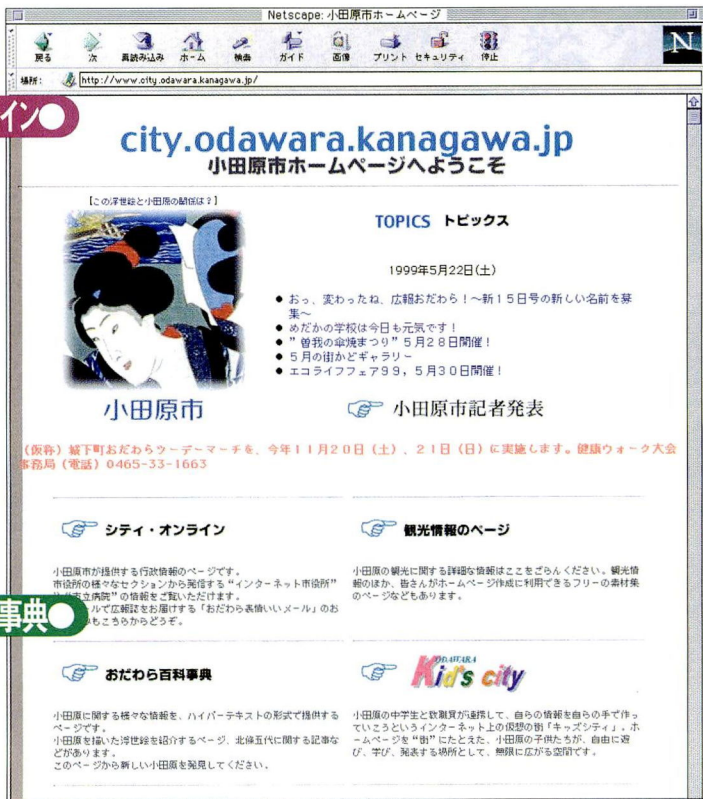 Netscape: 小田原市ホームページ
戻る 次 再読み込み ホーム 検索 ガイド 画像 プリント セキュリティ 停止
N
場所: http://www.city.odawara.kanagawa.jp/
イン●
city.odawara.kanagawa.jp
小田原市ホームページへようこそ
【この浮世絵と小田原の関係は?】
TOPICS トピックス
1999年5月22日(土)
● おっ、変わったね、広報おだわら!~新15日号の新しい名前を募
集~
● めだかの学校は今日も元気です!
● ”曽我の傘焼まつり”5月28日開催!
● 5月の街かどギャラリー
● エコライフフェア99,5月30日開催!
小田原市
小田原市記者発表
(仮称)城下町おだわらツーデーマーチを、今年11月20日(土)、21日(日)に実施します。健康ウォーク大会
事務局(電話)0465-33-1663
シティ・オンライン
小田原市が提供する行政情報のページです。
市役所の様々なセクションから発信する“インターネット市役所”
市立病院”の情報をご覧いただけます。
ールで広報誌をお届けする「おだわら表情いいメール」のお
もこちらからどうぞ。
観光情報のページ
小田原の観光に関する詳細な情報はここをごらんください。観光情
報のほか、皆さんがホームページ作成に利用できるフリーの素材集
のページなどもあります。
事典●
おだわら百科事典
小田原に関する様々な情報を、ハイパーテキストの形式で提供する
ページです。
小田原を描いた浮世絵を紹介するページ、北條五代に関する記事な
どがあります。
このページから新しい小田原を発見してください。
ODAWARA
Kid's city
小田原の中学生と教職員が連携して、自らの情報を自らの手で作っ
ていこうというインターネット上の仮想の街「キッズシティ」。ホ
ームページを“街”にたとえた、小田原の子供たちが、自由に遊
び、学び、発表する場所として、無限に広がる空間です。